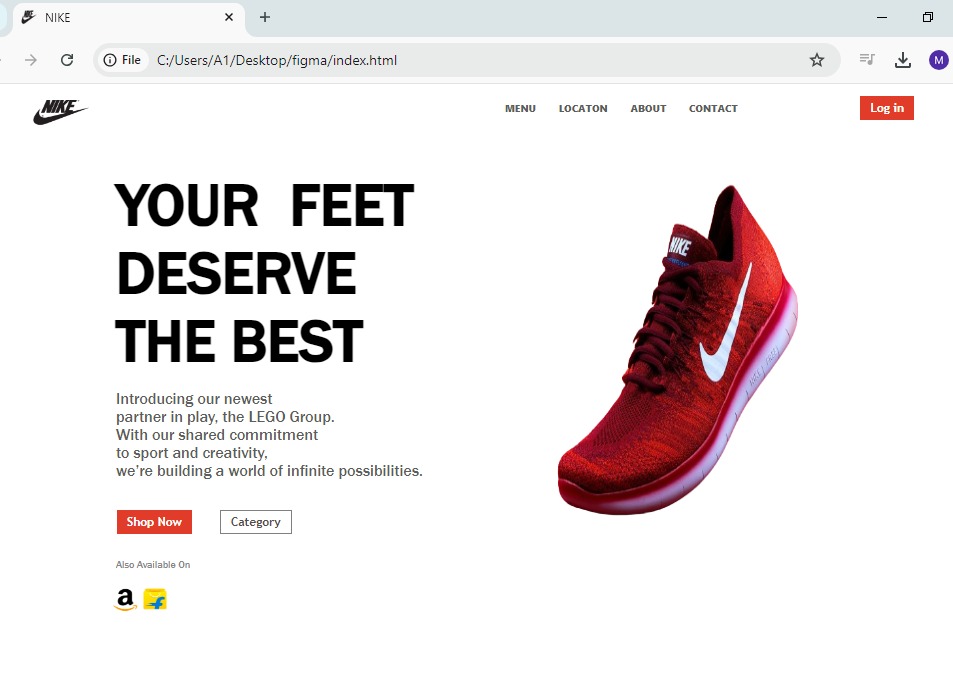 NIKE
File C:/Users/A1/Desktop/figma/index.html M
NIKE MENU LOCATON ABOUT CONTACT Log in
YOUR FEET
DESERVE
THE BEST
NIKE
Introducing our newest
partner in play, the LEGO Group.
With our shared commitment
to sport and creativity,
we’re building a world of infinite possibilities.
Shop Now Category
Also Available On
a